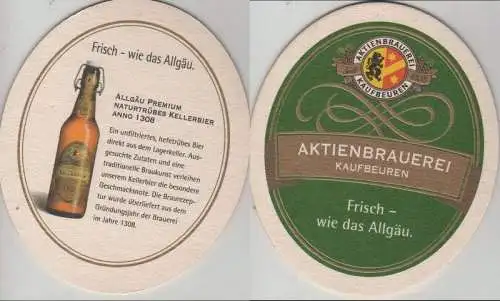 Frisch – wie das Allgäu.
ALLGÄU PREMIUM
NATURTRÜBES KELLERBIER
ANNO 1308
Ein unfiltriertes, hefetrübes Bier
direkt aus dem Lagerkeller. Aus-
gesuchte Zutaten und eine
traditionelle Braukunst verleihen
unserem Kellerbier die besondere
Geschmacksnote. Die Braurezep-
tur wurde überliefert aus dem
Gründungsjahr der Brauerei
im Jahre 1308.
AKTIENBRAUEREI
KAUFBEUREN
AKTIENBRAUEREI
KAUFBEUREN
Frisch –
wie das Allgäu.